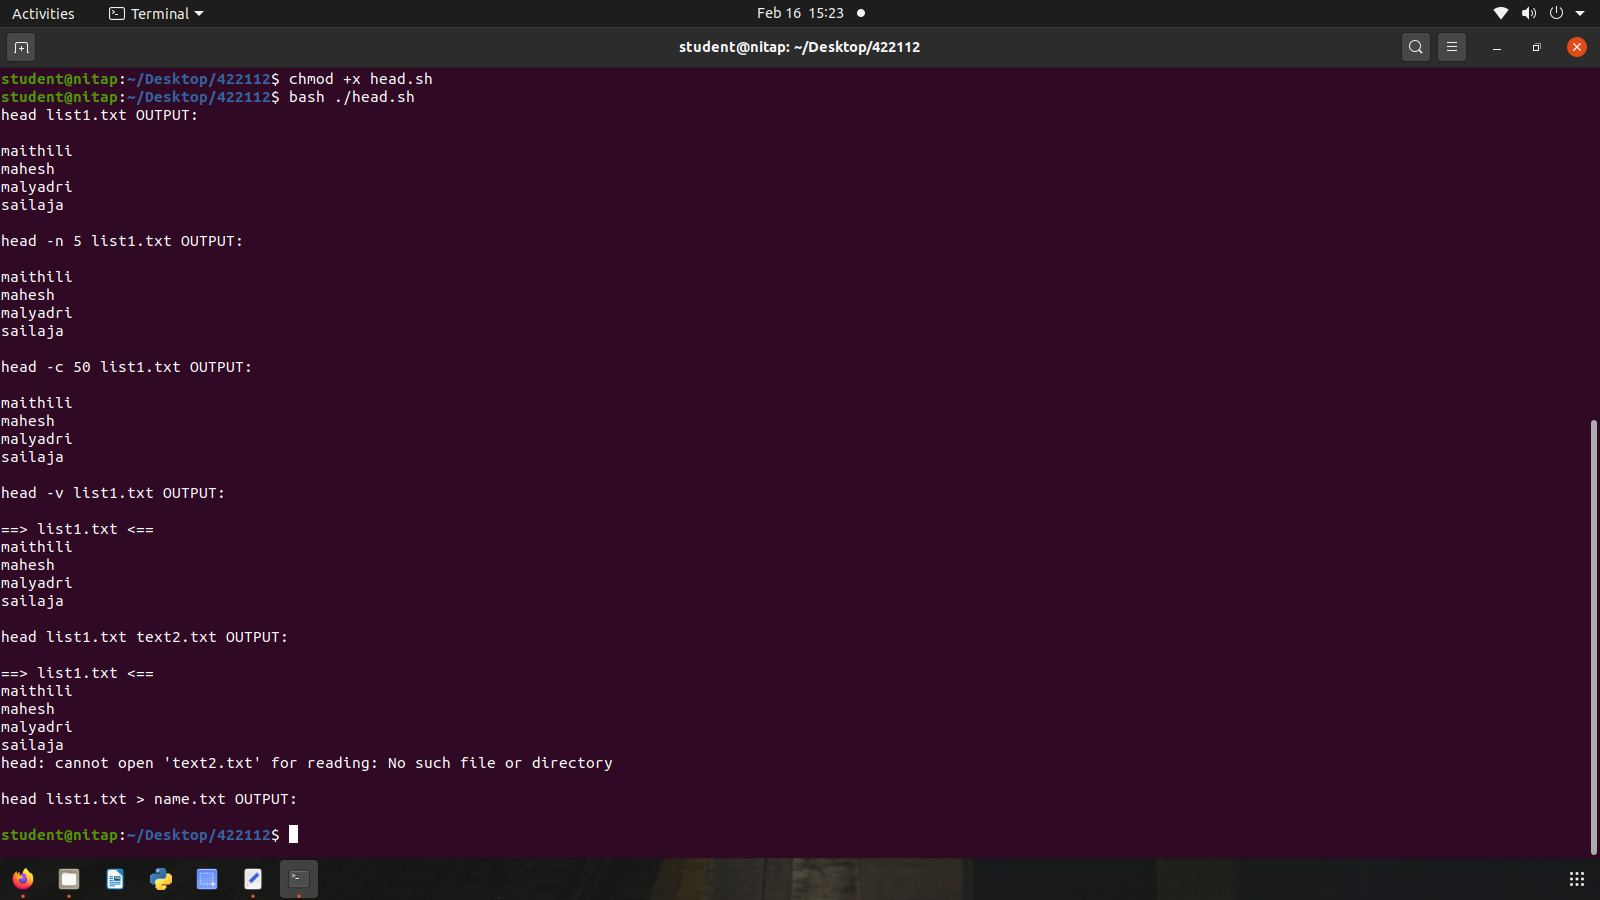 Activities Terminal Feb 16 15:23
student@nitap: ~/Desktop/422112
student@nitap:~/Desktop/422112$ chmod +x head.sh
student@nitap:~/Desktop/422112$ bash ./head.sh
head list1.txt OUTPUT:
maithili
mahesh
malyadri
sailaja
head -n 5 list1.txt OUTPUT:
maithili
mahesh
malyadri
sailaja
head -c 50 list1.txt OUTPUT:
maithili
mahesh
malyadri
sailaja
head -v list1.txt OUTPUT:
==> list1.txt <==
maithili
mahesh
malyadri
sailaja
head list1.txt text2.txt OUTPUT:
==> list1.txt <==
maithili
mahesh
malyadri
sailaja
head: cannot open 'text2.txt' for reading: No such file or directory
head list1.txt > name.txt OUTPUT:
student@nitap:~/Desktop/422112$